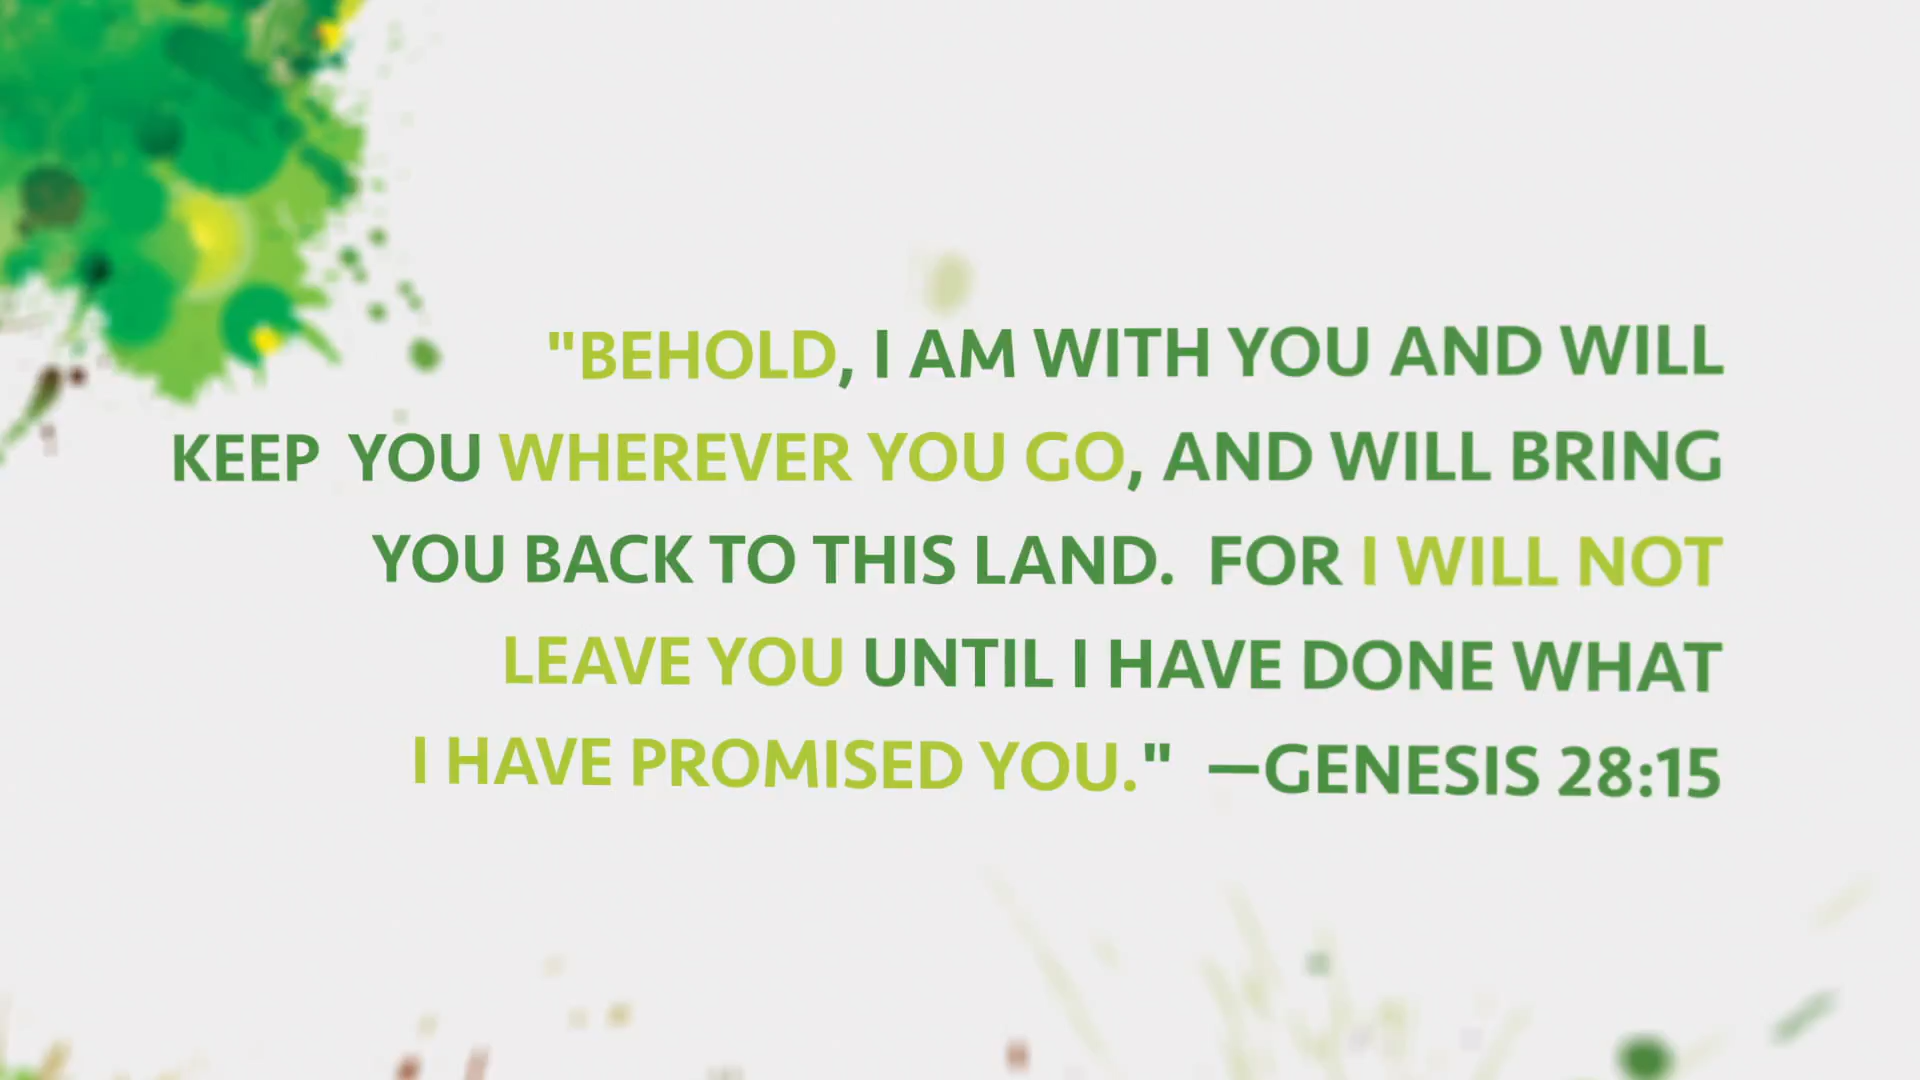 "BEHOLD, I AM WITH YOU AND WILL
KEEP YOU WHEREVER YOU GO, AND WILL BRING
YOU BACK TO THIS LAND. FOR I WILL NOT
LEAVE YOU UNTIL I HAVE DONE WHAT
I HAVE PROMISED YOU." —GENESIS 28:15